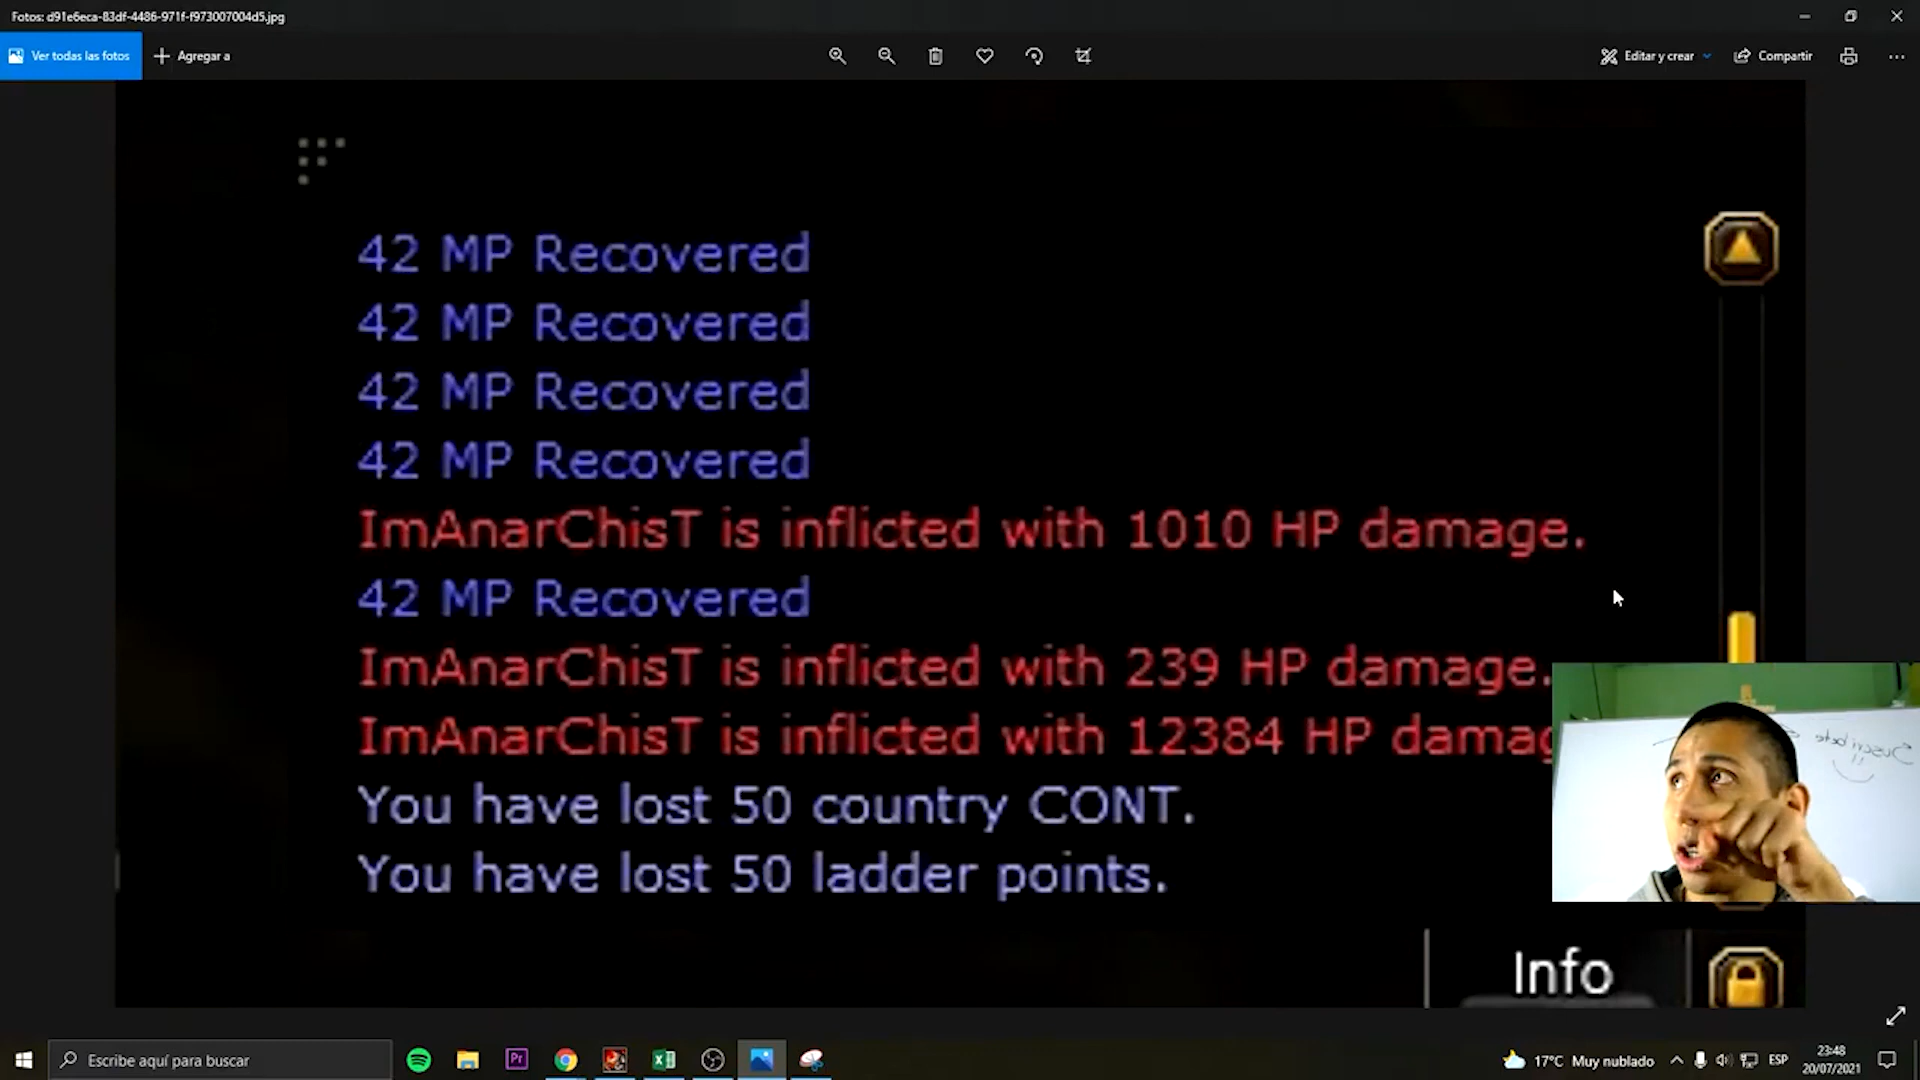 Fotos: d91e6eca-83df-4486-971f-f973007004d5.jpg
Ver todas las fotos
Agregar a
Editar y crear
Compartir
42 MP Recovered
42 MP Recovered
42 MP Recovered
42 MP Recovered
ImAnarChisT is inflicted with 1010 HP damage.
42 MP Recovered
ImAnarChisT is inflicted with 239 HP damage.
ImAnarChisT is inflicted with 12384 HP damag
You have lost 50 country CONT.
You have lost 50 ladder points.
Suscribete
Info
Escribe aquí para buscar
Pr
17°C Muy nublado
ESP
23:48
20/07/2021